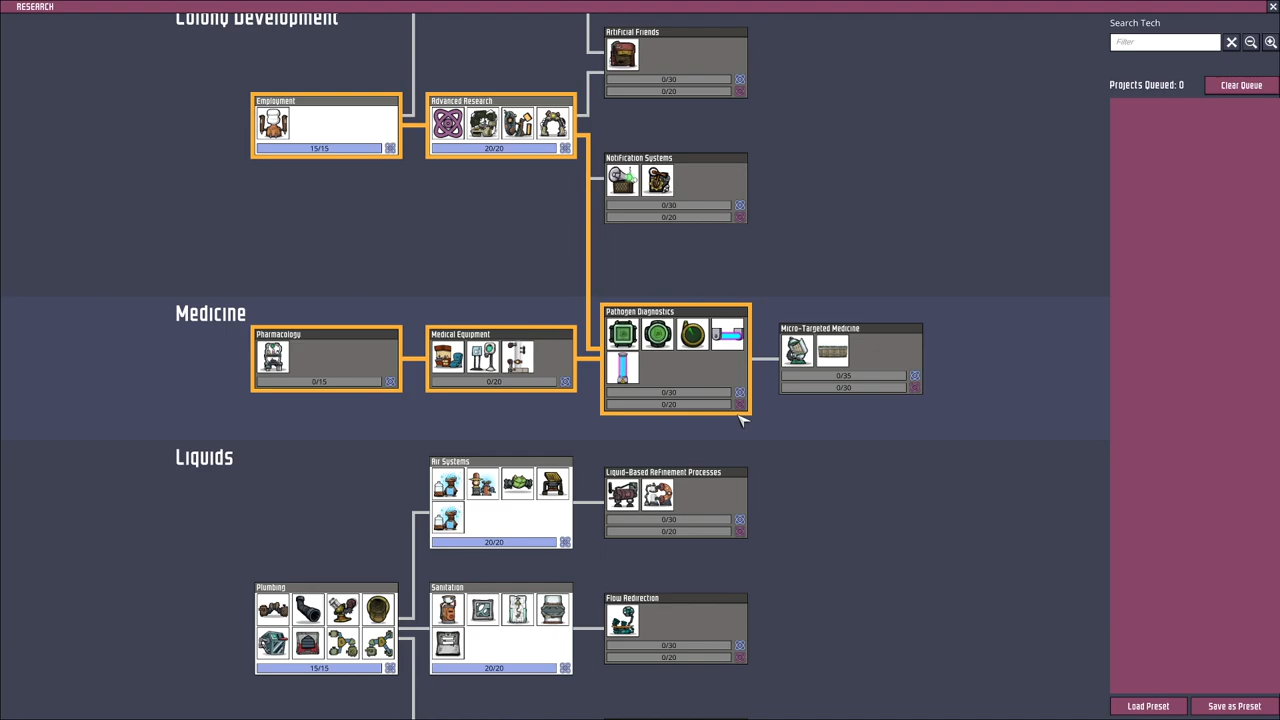 RESEARCH
Search Tech
Filter
Projects Queued: 0
Clear Queue
Colony Development
Artificial Friends
0/30
0/20
Employment
15/15
Advanced Research
20/20
Notification Systems
0/30
0/20
Medicine
Pharmacology
0/15
Medical Equipment
0/20
Pathogen Diagnostics
0/30
0/20
Micro-Targeted Medicine
0/35
0/30
Liquids
Air Systems
20/20
Liquid-Based Refinement Processes
0/30
0/20
Plumbing
15/15
Sanitation
20/20
Flow Redirection
0/30
0/20
Load Preset
Save as Preset